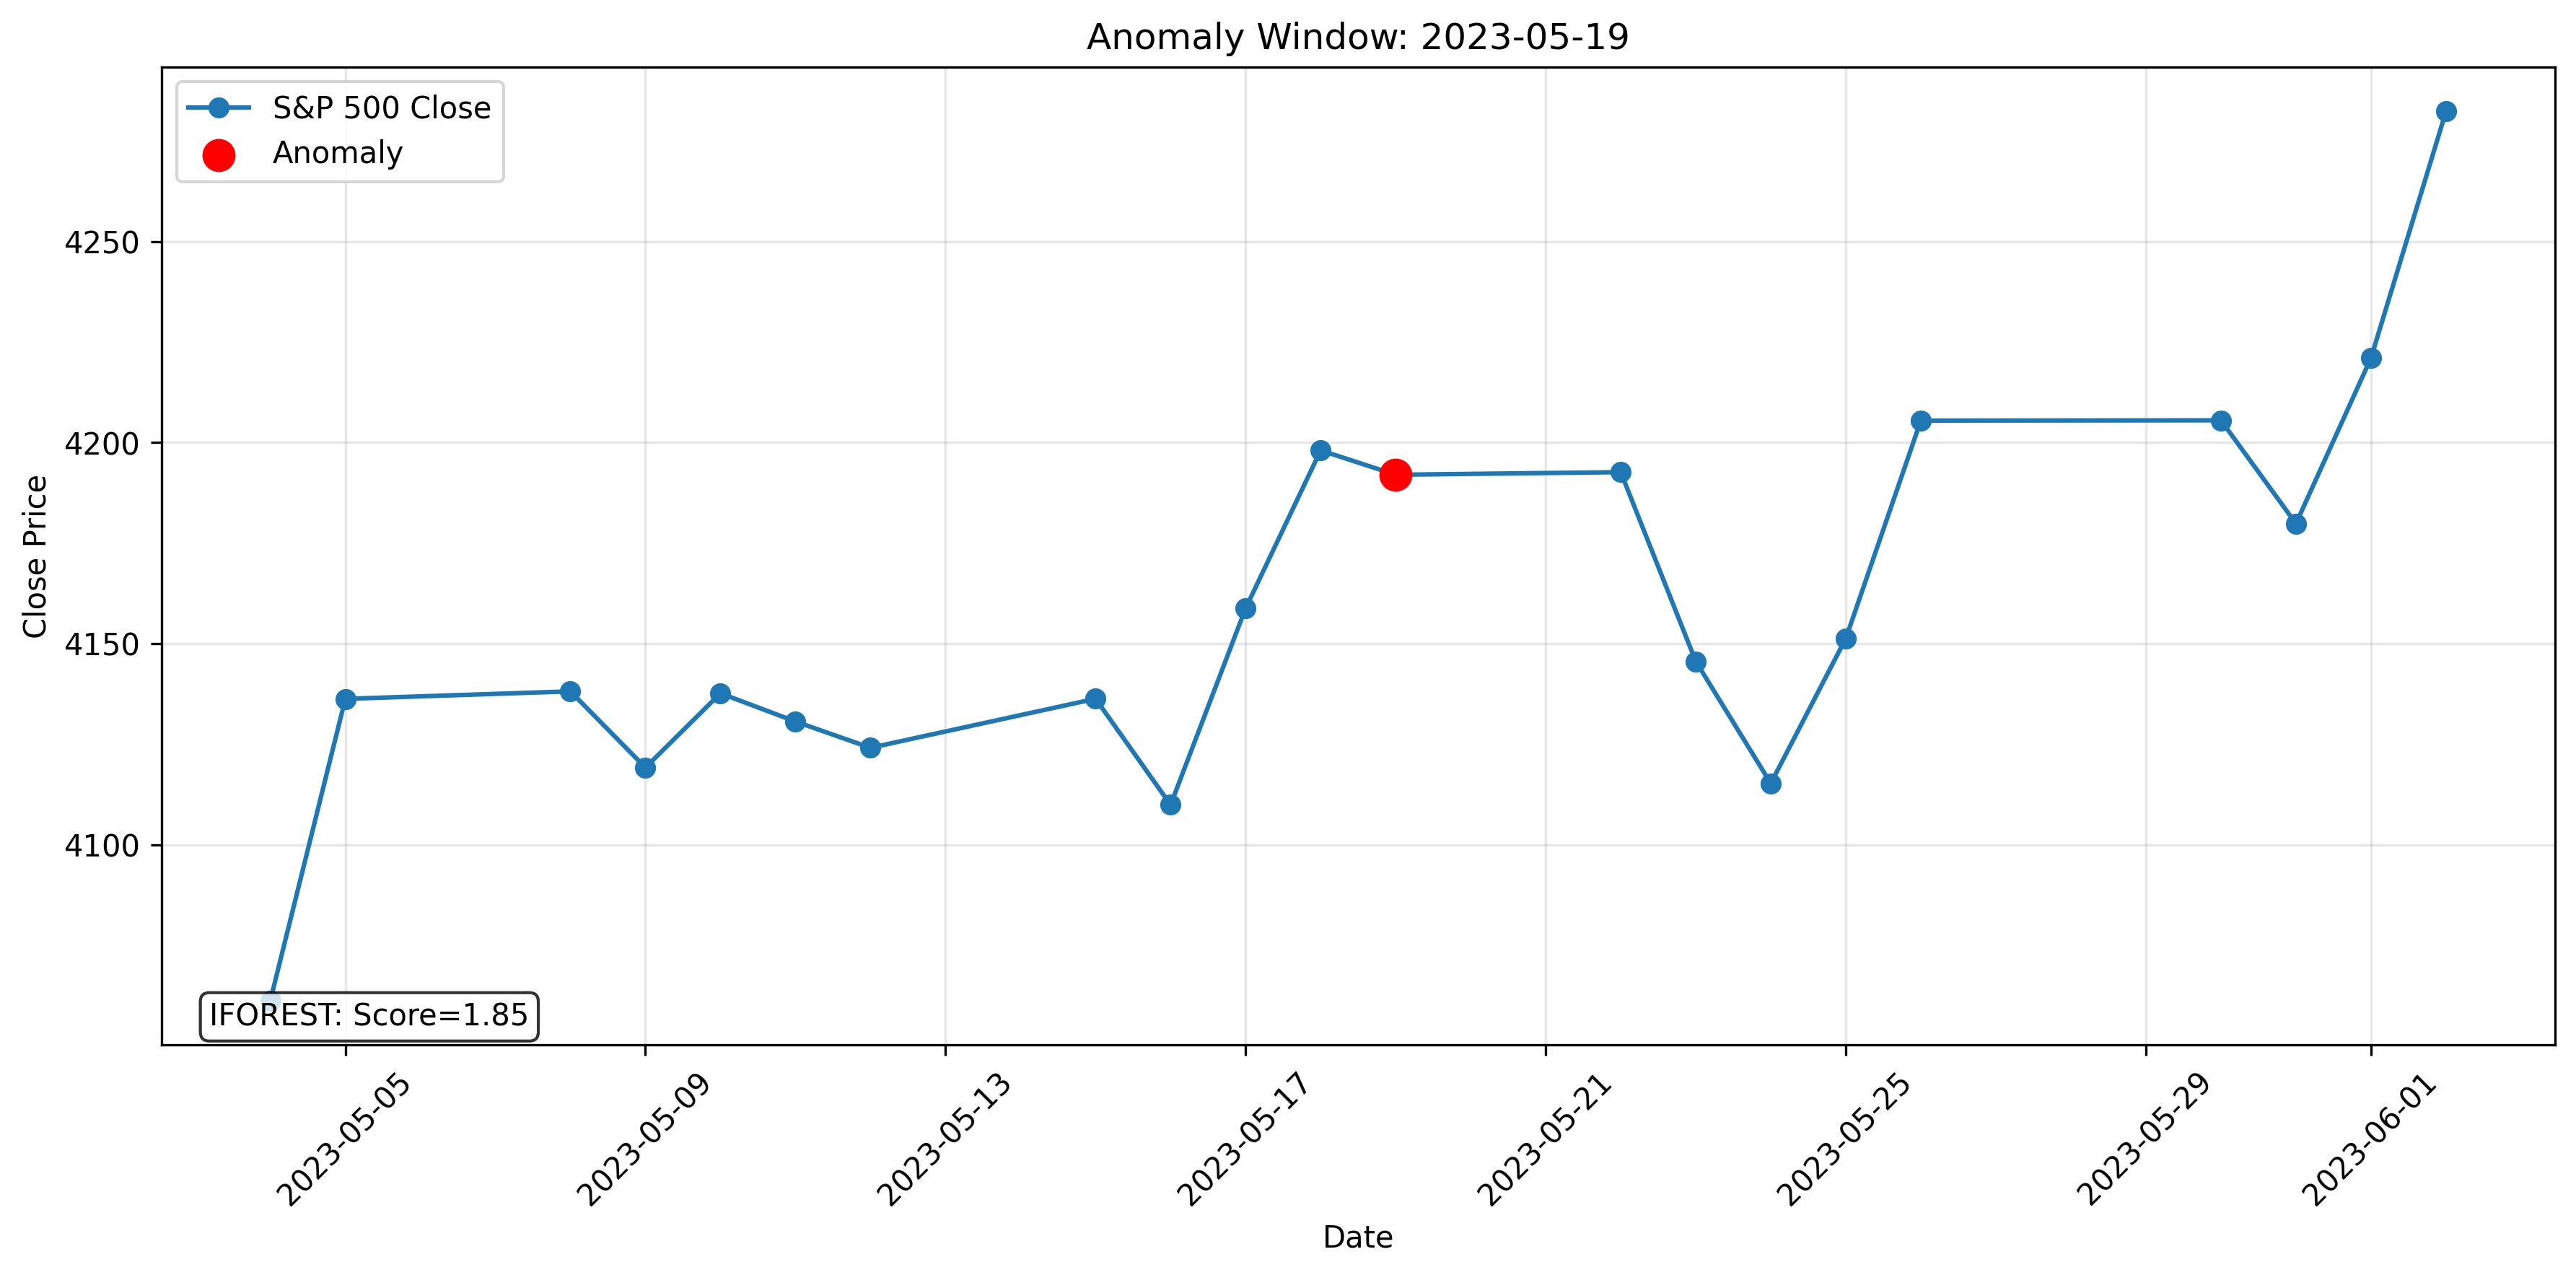 Anomaly Window: 2023-05-19
S&P 500 Close
Anomaly
4250
4200
4150
4100
Close Price
IFOREST: Score=1.85
2023-05-05
2023-05-09
2023-05-13
2023-05-17
2023-05-21
2023-05-25
2023-05-29
2023-06-01
Date